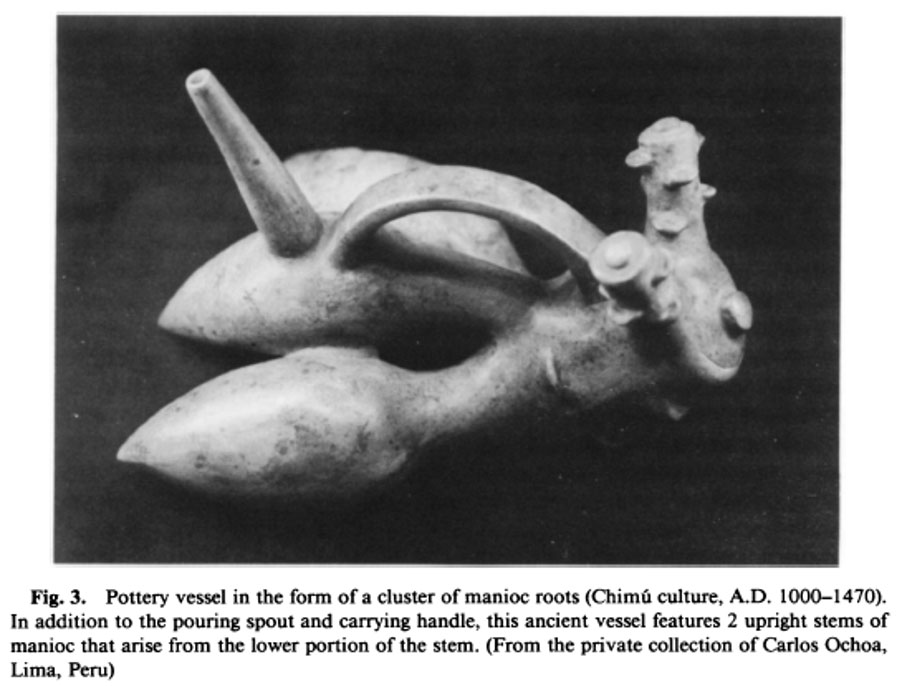 Fig. 3. Pottery vessel in the form of a cluster of manioc roots (Chimú culture, A.D. 1000–1470).
In addition to the pouring spout and carrying handle, this ancient vessel features 2 upright stems of
manioc that arise from the lower portion of the stem. (From the private collection of Carlos Ochoa,
Lima, Peru)